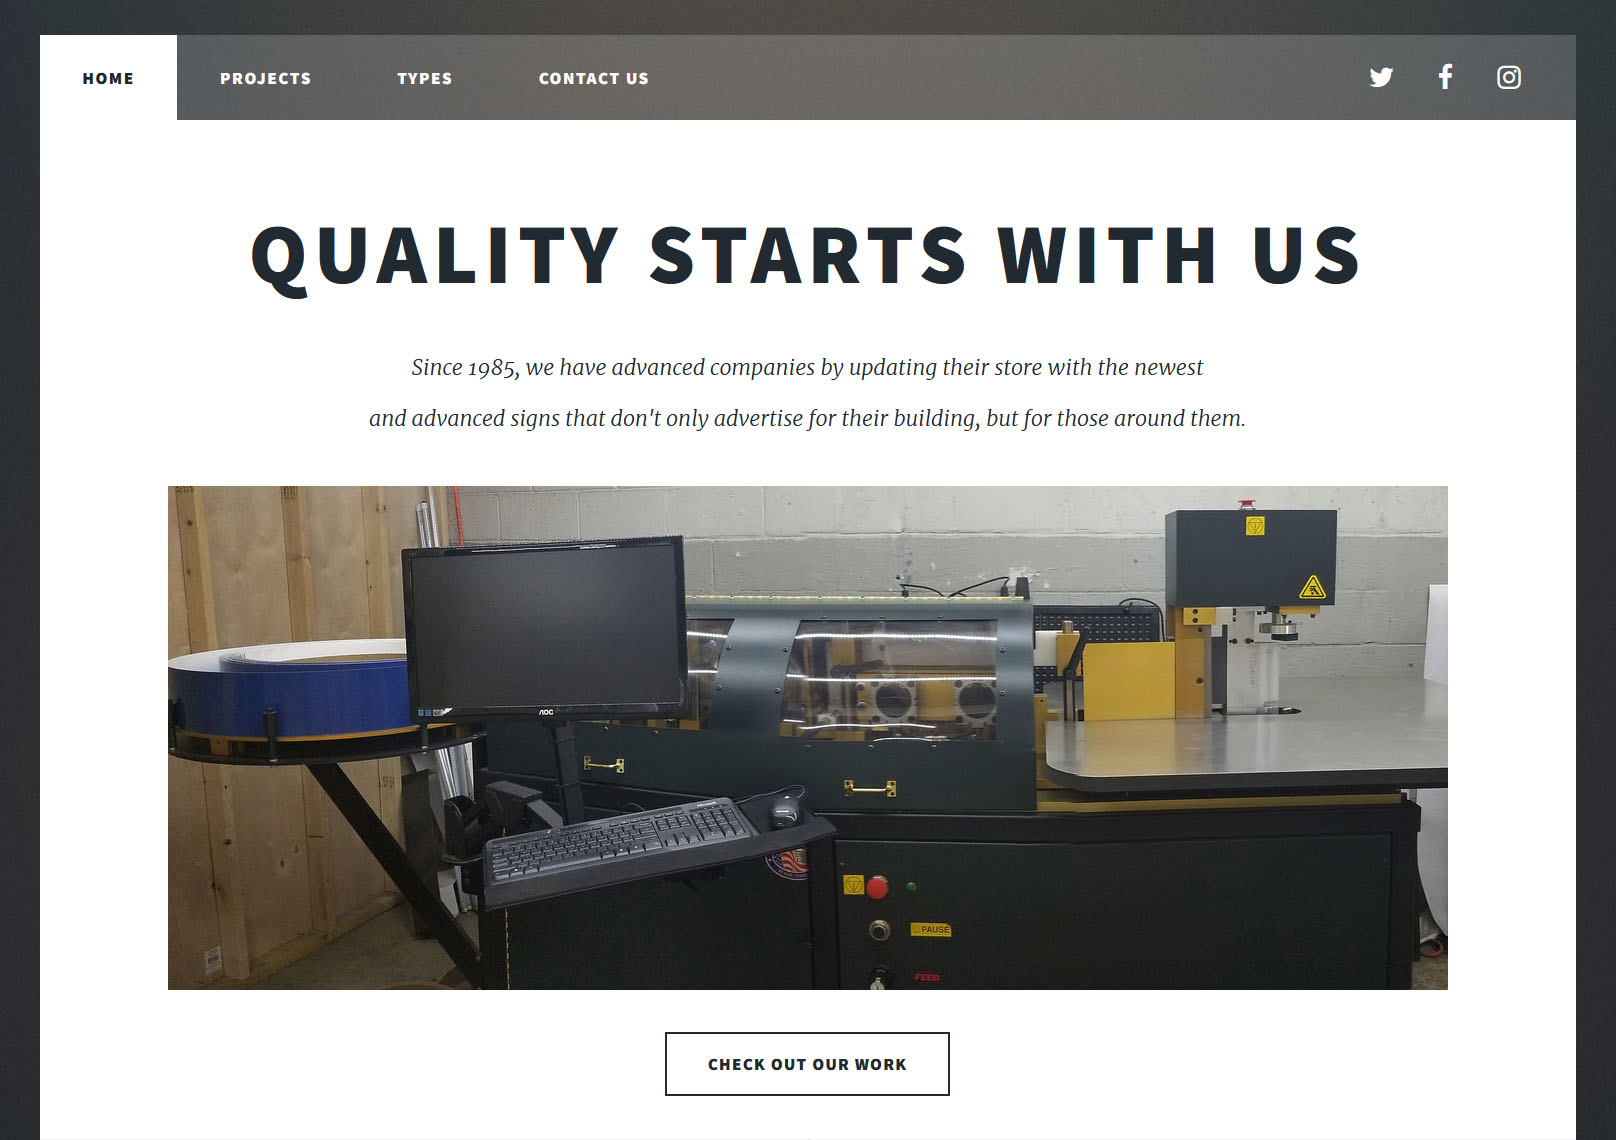 HOME PROJECTS TYPES CONTACT US
QUALITY STARTS WITH US
Since 1985, we have advanced companies by updating their store with the newest
and advanced signs that don't only advertise for their building, but for those around them.
AOC
PAUSE
FEED
CHECK OUT OUR WORK